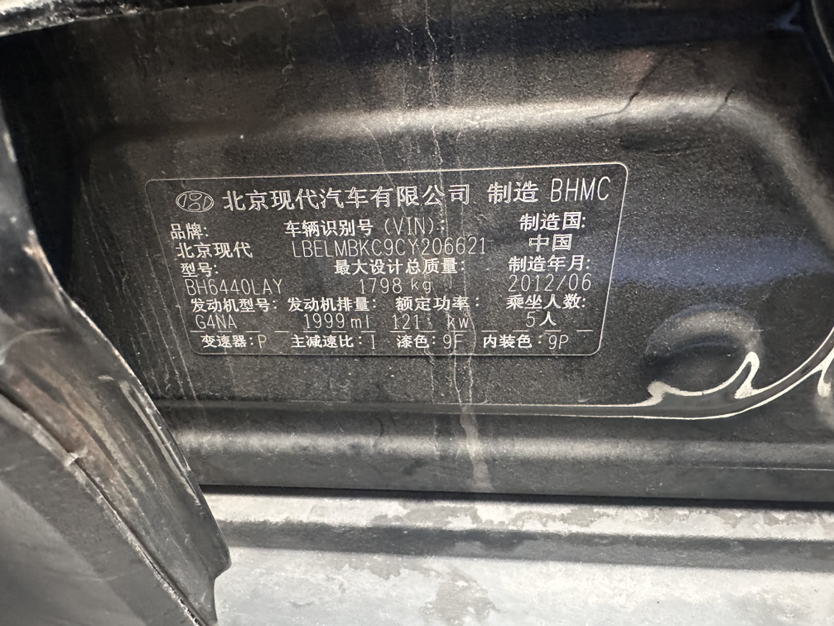 北京现代汽车有限公司 制造 BHMC
品牌: 车辆识别号 (VIN): 制造国:
北京现代 LBELMBKC9CY206621 中国
型号: 最大设计总质量: 制造年月:
BH6440LAY 1798 kg 2012/06
发动机型号: 发动机排量: 额定功率: 乘坐人数:
G4NA 1999 ml 121 kw 5人
变速器: P 主减速比: I 漆色: 9F 内装色: 9P